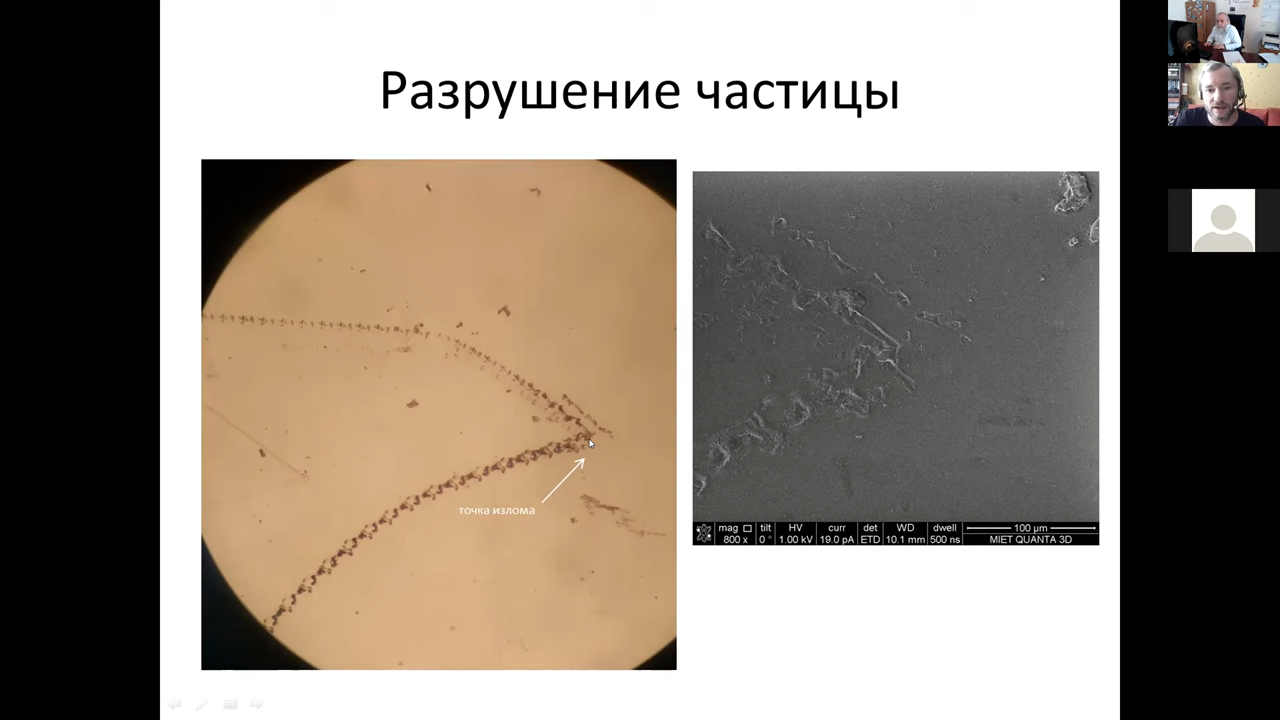 Разрушение частицы
точка излома
mag tilt HV curr det WD dwell 100 µm
800 x 0 ° 1.00 kV 19.0 pA ETD 10.1 mm 500 ns MIET QUANTA 3D